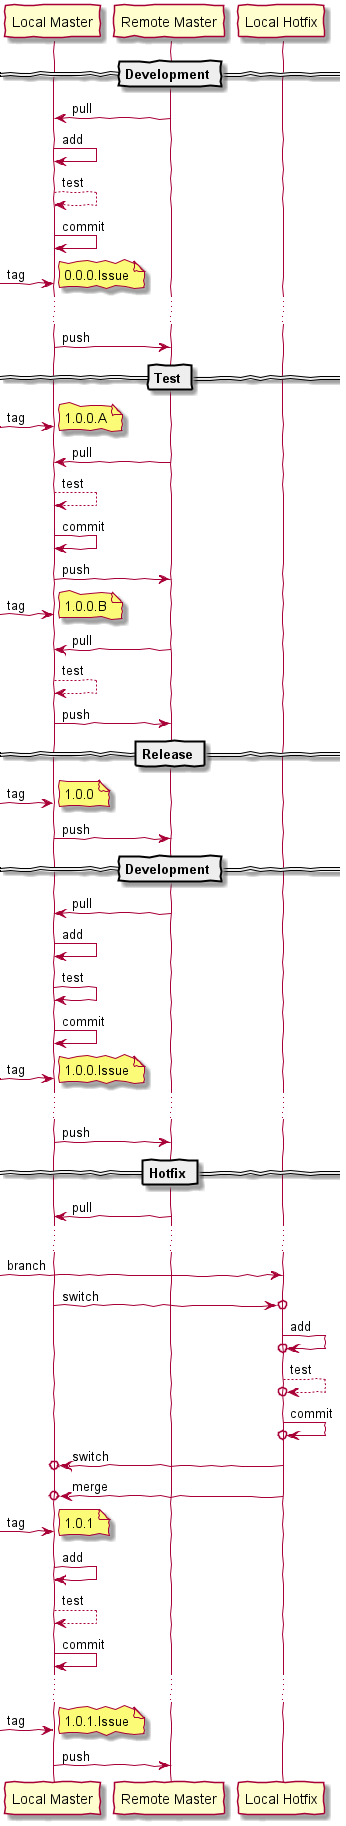 Local Master Remote Master Local Hotfix
Development
pull
add
test
commit
tag 0.0.0.Issue
push
Test
tag 1.0.0.A
pull
test
commit
push
tag 1.0.0.B
pull
test
push
Release
tag 1.0.0
push
Development
pull
add
test
commit
tag 1.0.0.Issue
push
Hotfix
pull
branch
switch
add
test
commit
switch
merge
tag 1.0.1
add
test
commit
tag 1.0.1.Issue
push
Local Master Remote Master Local Hotfix